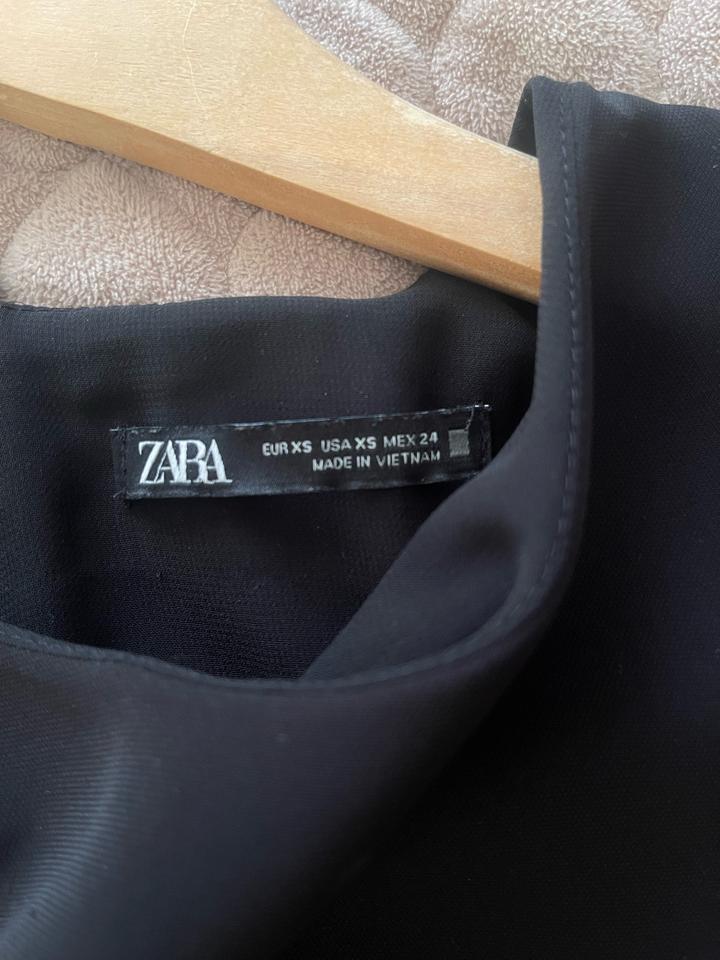 ZARA
EUR XS USA XS MEX 24
MADE IN VIETNAM